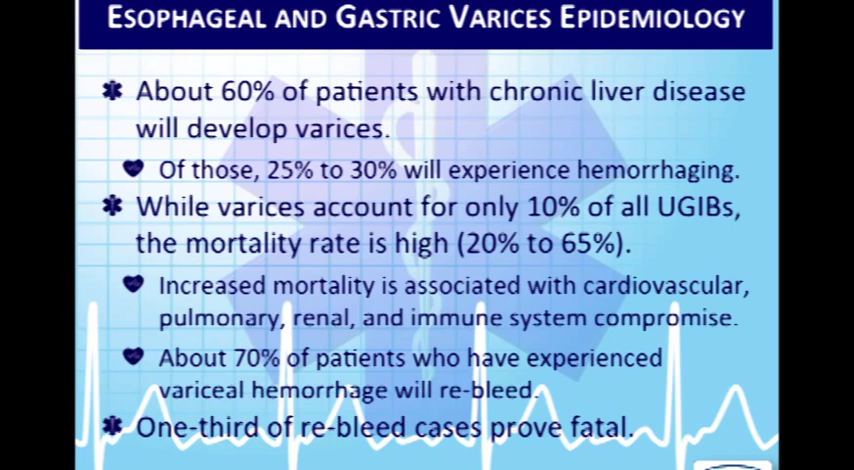 ESOPHAGEAL AND GASTRIC VARICES EPIDEMIOLOGY
About 60% of patients with chronic liver disease
will develop varices.
Of those, 25% to 30% will experience hemorrhaging.
While varices account for only 10% of all UGIBs,
the mortality rate is high (20% to 65%).
Increased mortality is associated with cardiovascular,
pulmonary, renal, and immune system compromise.
About 70% of patients who have experienced
variceal hemorrhage will re-bleed.
One-third of re-bleed cases prove fatal.